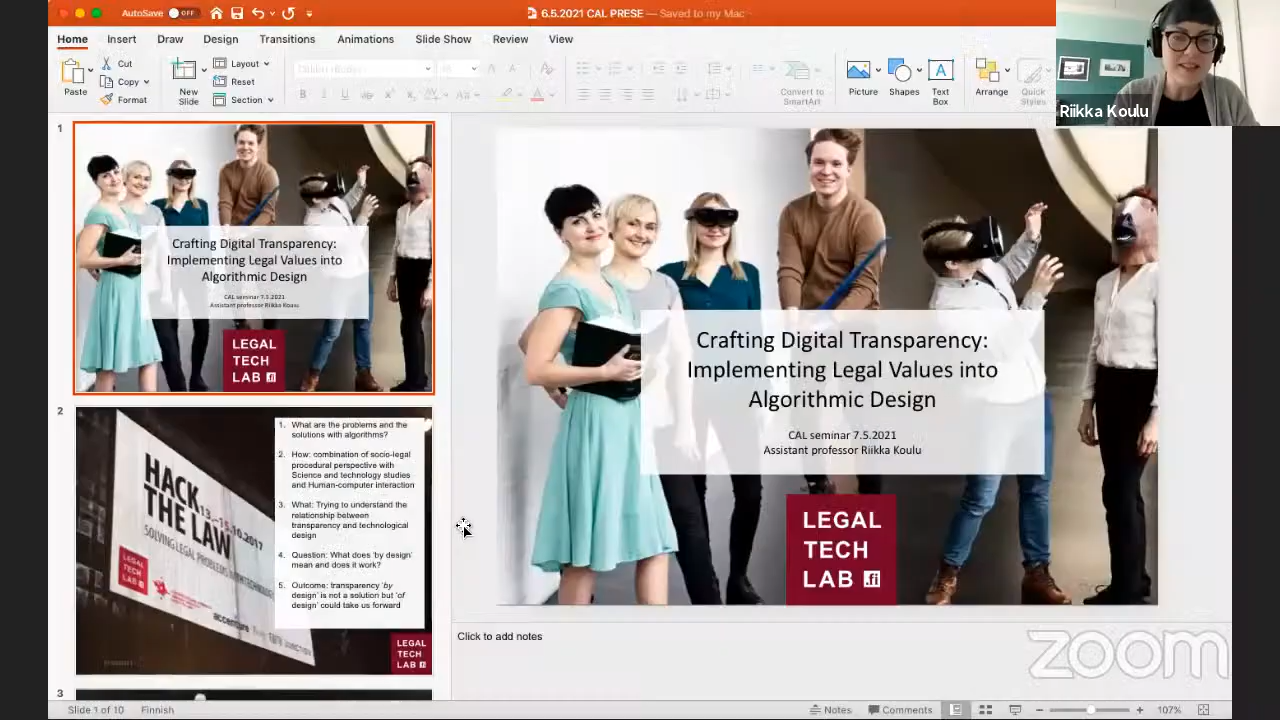 AutoSave OFF
6.5.2021 CAL PRESE — Saved to my Mac
Home Insert Draw Design Transitions Animations Slide Show Review View
Paste
Cut
Copy
Format
New Slide
Layout
Reset
Section
Convert to SmartArt
Picture
Shapes
Text Box
Arrange
Quick Styles
Riikka Koulu
1
Crafting Digital Transparency:
Implementing Legal Values into
Algorithmic Design
CAL seminar 7.5.2021
Assistant professor Riikka Koulu
LEGAL
TECH
LAB .fi
2
HACK
THE LAW
13.-15.10.2017
1. What are the problems and the
solutions with algorithms?
2. How: combination of socio-legal
procedural perspective with
Science and technology studies
and Human-computer interaction
3. What: Trying to understand the
relationship between
transparency and technological
design
4. Question: What does 'by design'
mean and does it work?
5. Outcome: transparency 'by
design' is not a solution but 'of
design' could take us forward
accenture
LEGAL
TECH
LAB .fi
3
Crafting Digital Transparency:
Implementing Legal Values into
Algorithmic Design
CAL seminar 7.5.2021
Assistant professor Riikka Koulu
LEGAL
TECH
LAB .fi
Click to add notes
zoom
Slide 1 of 10 Finnish
Notes Comments 107%